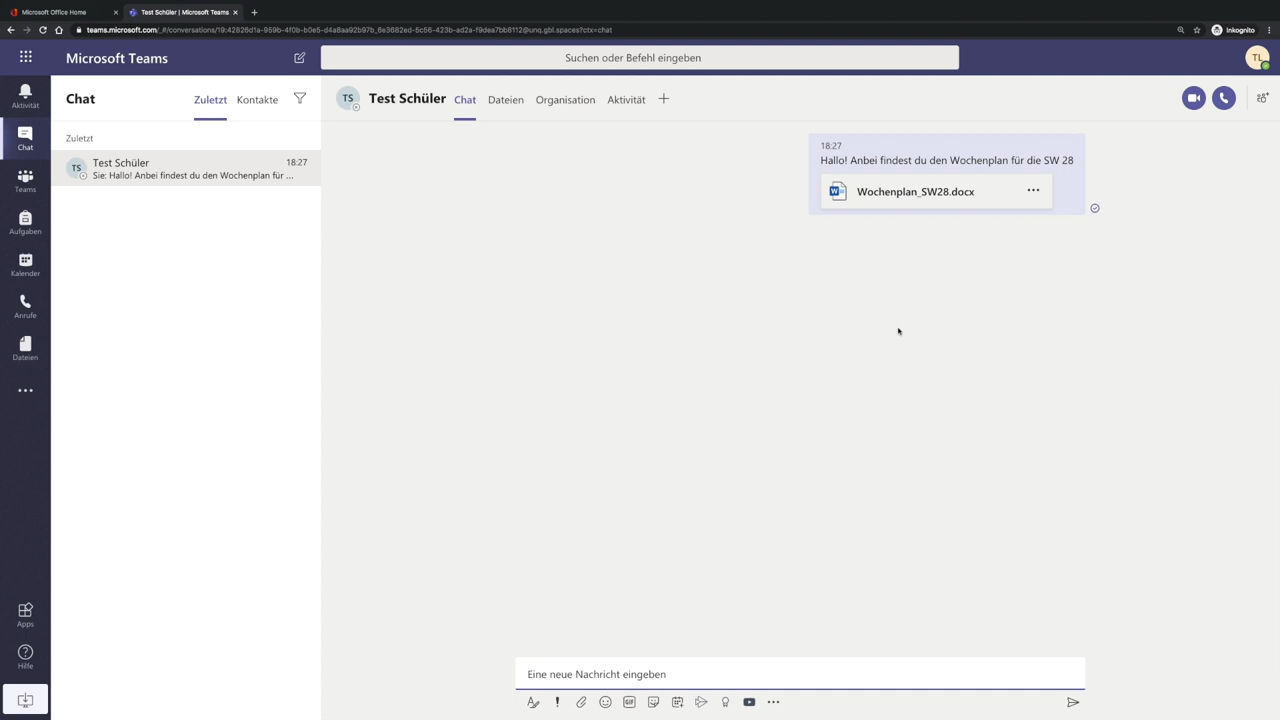 Microsoft Office Home
Test Schüler | Microsoft Teams
teams.microsoft.com/_#/conversations/19:42826d1a-959b-4f0b-b0e5-d4a8aa92b97b_6e3682ed-5c56-423b-ad2a-f9dea7bb8112@unq.gbl.spaces?ctx=chat
Inkognito
Microsoft Teams
Suchen oder Befehl eingeben
TL
Aktivität
Chat
Teams
Aufgaben
Kalender
Anrufe
Dateien
Apps
Hilfe
Chat
Zuletzt
Kontakte
Zuletzt
TS
Test Schüler
18:27
Sie: Hallo! Anbei findest du den Wochenplan für ...
TS
Test Schüler
Chat
Dateien
Organisation
Aktivität
18:27
Hallo! Anbei findest du den Wochenplan für die SW 28
Wochenplan_SW28.docx
Eine neue Nachricht eingeben
GIF